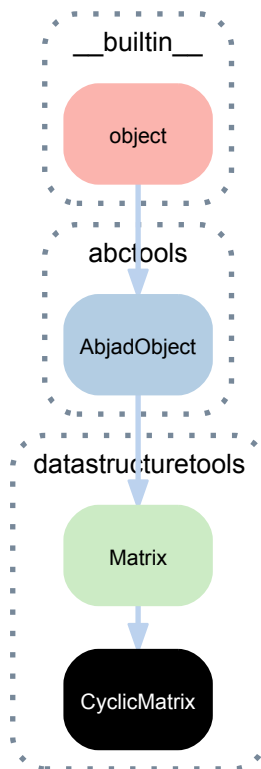 __builtin__
object
abctools
AbjadObject
datastructuretools
Matrix
CyclicMatrix